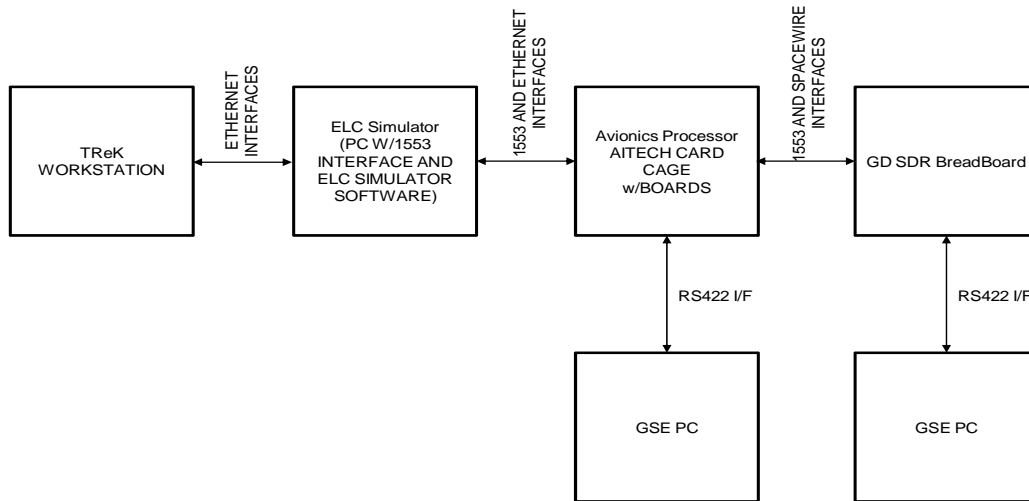 ETHERNET
INTERFACES
1553 AND ETHERNET
INTERFACES
1553 AND SPACEWIRE
INTERFACES
TReK
WORKSTATION
ELC Simulator
(PC W/1553
INTERFACE AND
ELC SIMULATOR
SOFTWARE)
Avionics Processor
AITECH CARD
CAGE
w/BOARDS
GD SDR BreadBoard
RS422 I/F
RS422 I/F
GSE PC
GSE PC